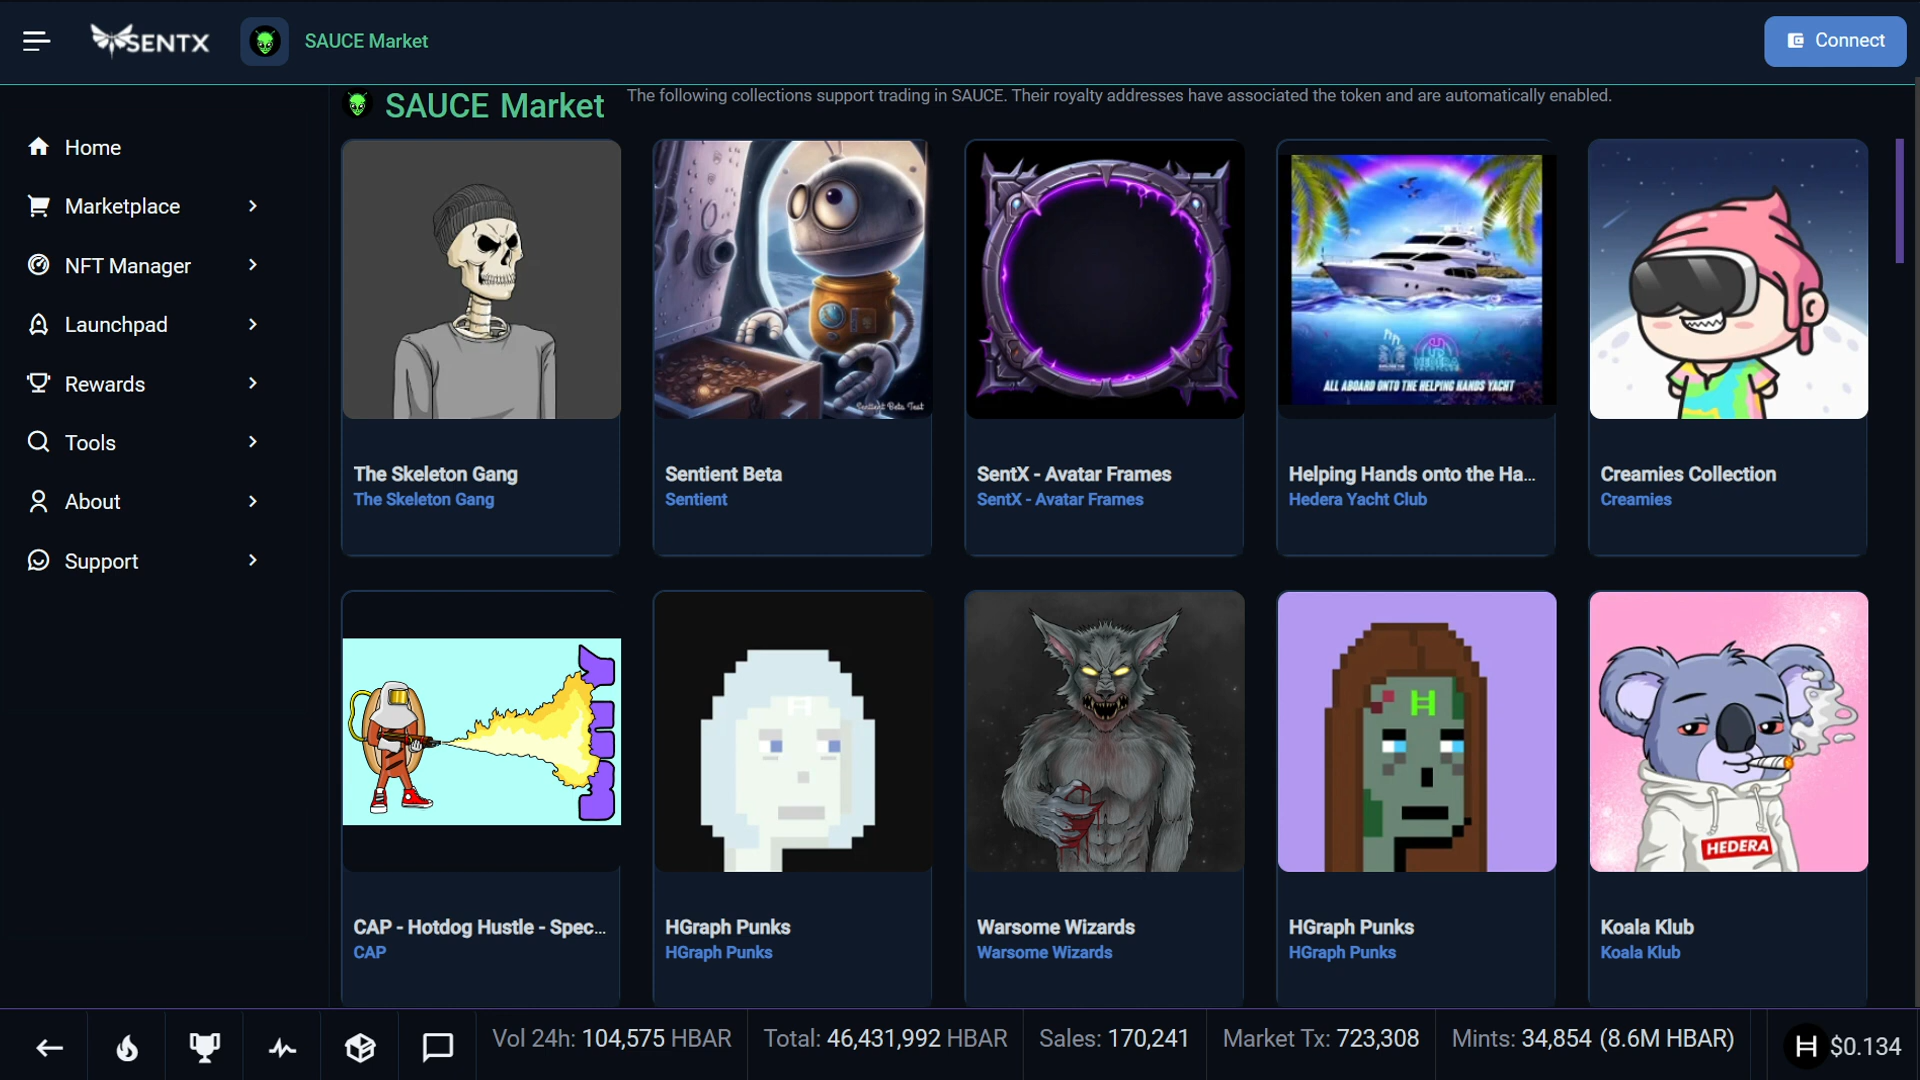 SENTX
SAUCE Market
Connect
SAUCE Market
The following collections support trading in SAUCE. Their royalty addresses have associated the token and are automatically enabled.
Home
Marketplace
NFT Manager
Launchpad
Rewards
Tools
About
Support
Sentient Beta Test
HEDERA
ALL ABOARD ONTO THE HELPING HANDS YACHT
The Skeleton Gang
The Skeleton Gang
Sentient Beta
Sentient
SentX - Avatar Frames
SentX - Avatar Frames
Helping Hands onto the Ha...
Hedera Yacht Club
Creamies Collection
Creamies
H
H
HEDERA
CAP - Hotdog Hustle - Spec...
CAP
HGraph Punks
HGraph Punks
Warsome Wizards
Warsome Wizards
HGraph Punks
HGraph Punks
Koala Klub
Koala Klub
Vol 24h: 104,575 HBAR
Total: 46,431,992 HBAR
Sales: 170,241
Market Tx: 723,308
Mints: 34,854 (8.6M HBAR)
H $0.134